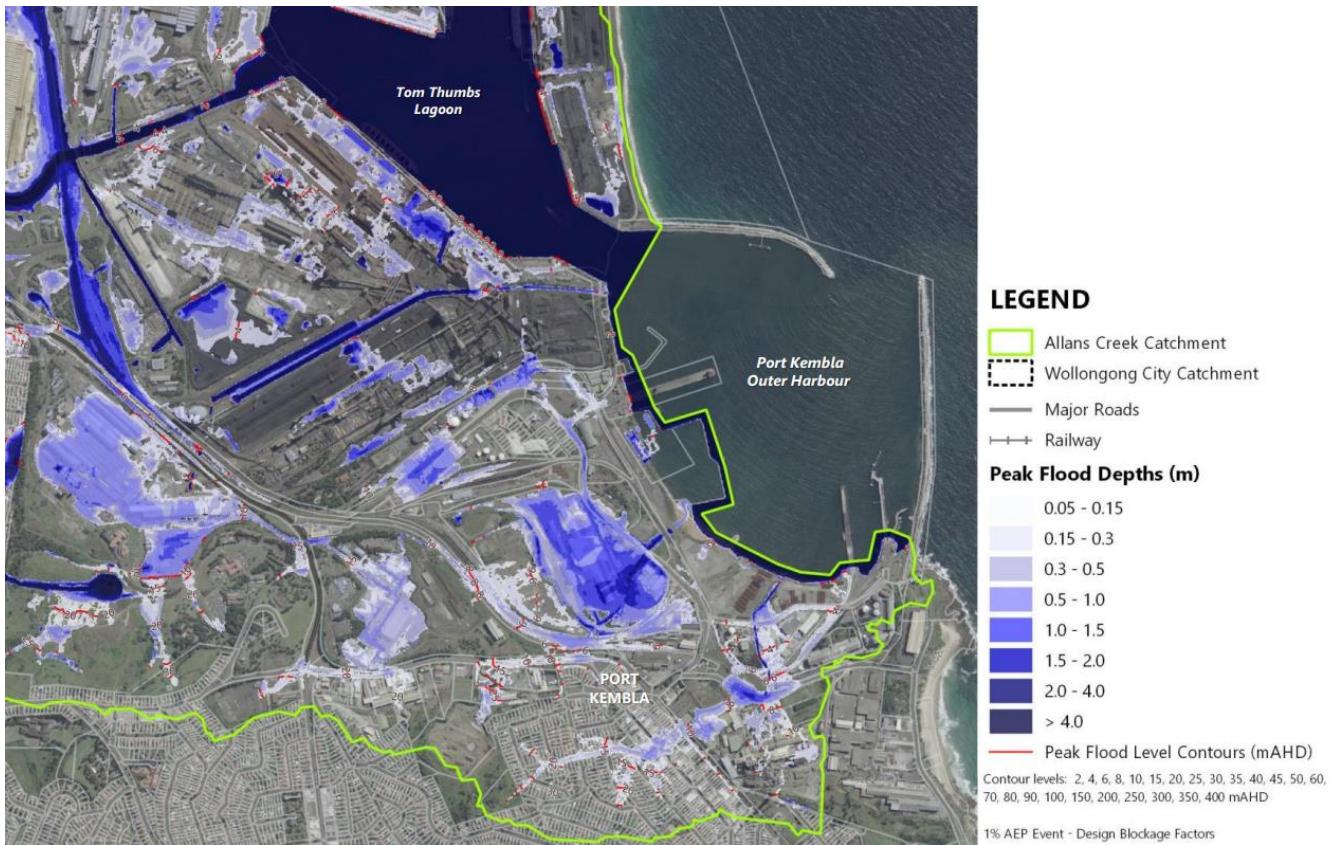 Tom Thumbs
Lagoon
Port Kembla
Outer Harbour
PORT
KEMBLA
LEGEND
Allans Creek Catchment
Wollongong City Catchment
Major Roads
Railway
Peak Flood Depths (m)
0.05 - 0.15
0.15 - 0.3
0.3 - 0.5
0.5 - 1.0
1.0 - 1.5
1.5 - 2.0
2.0 - 4.0
> 4.0
Peak Flood Level Contours (mAHD)
Contour levels: 2, 4, 6, 8, 10, 15, 20, 25, 30, 35, 40, 45, 50, 60,
70, 80, 90, 100, 150, 200, 250, 300, 350, 400 mAHD
1% AEP Event - Design Blockage Factors